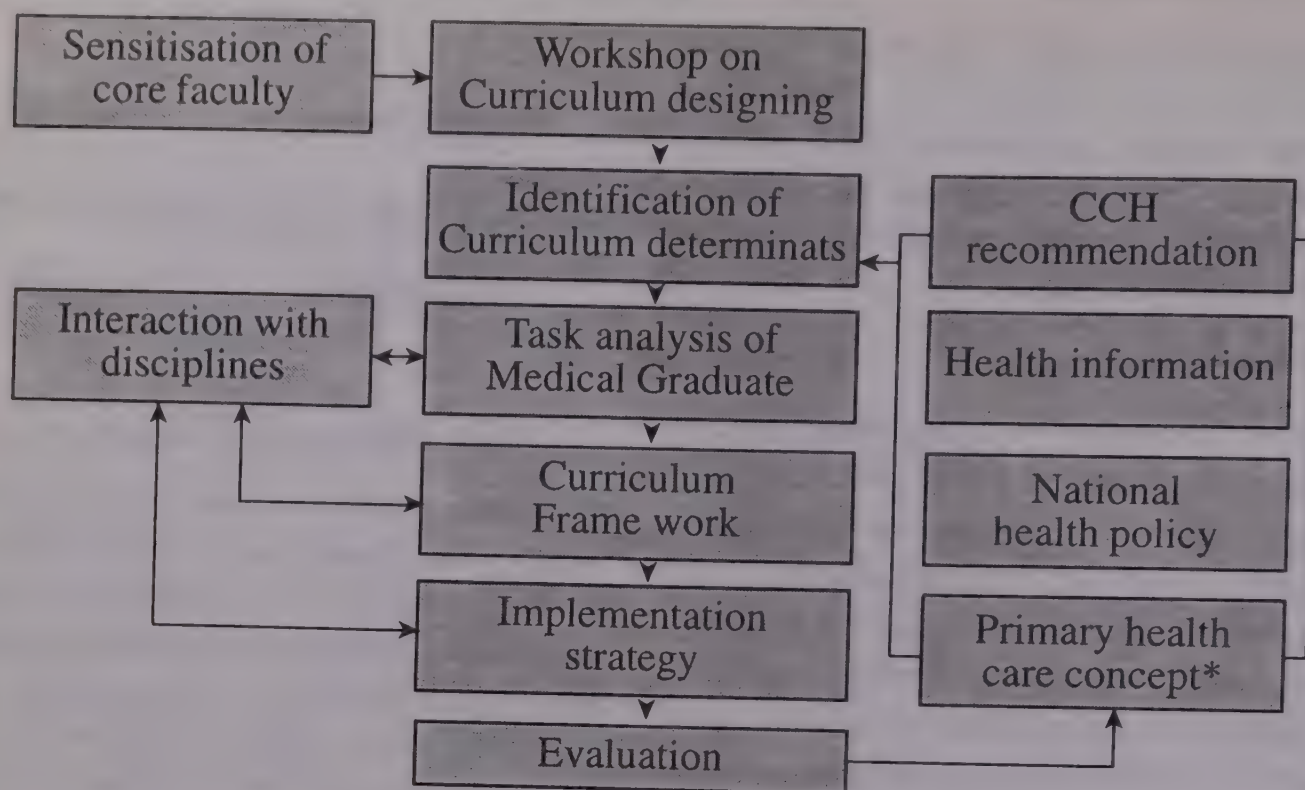 Sensitisation of
core faculty
Workshop on
Curriculum designing
Identification of
Curriculum determinats
CCH
recommendation
Interaction with
disciplines
Task analysis of
Medical Graduate
Health information
Curriculum
Frame work
National
health policy
Implementation
strategy
Primary health
care concept*
Evaluation